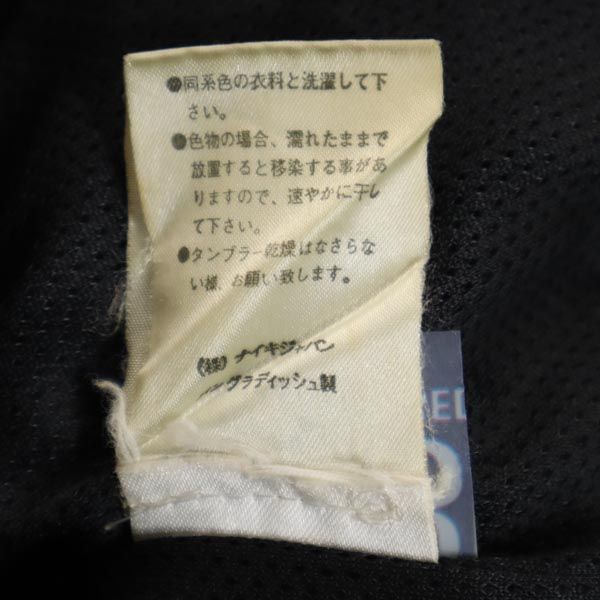 ●同系色の衣料と洗濯して下
さい。
●色物の場合、濡れたままで
放置すると移染する事があ
りますので、速やかに干し
て下さい。
●タンブラー乾燥はなさらな
い様、お願い致します。
(株) ナイキジャパン
グラディッシュ製